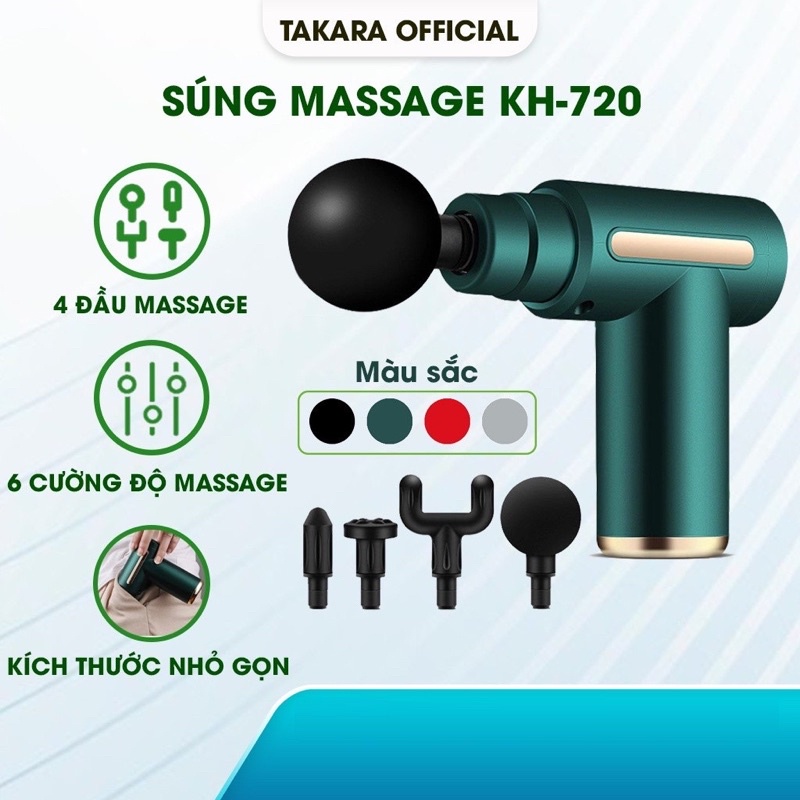 TAKARA OFFICIAL
SÚNG MASSAGE KH-720
4 ĐẦU MASSAGE
Màu sắc
6 CƯỜNG ĐỘ MASSAGE
KÍCH THƯỚC NHỎ GỌN